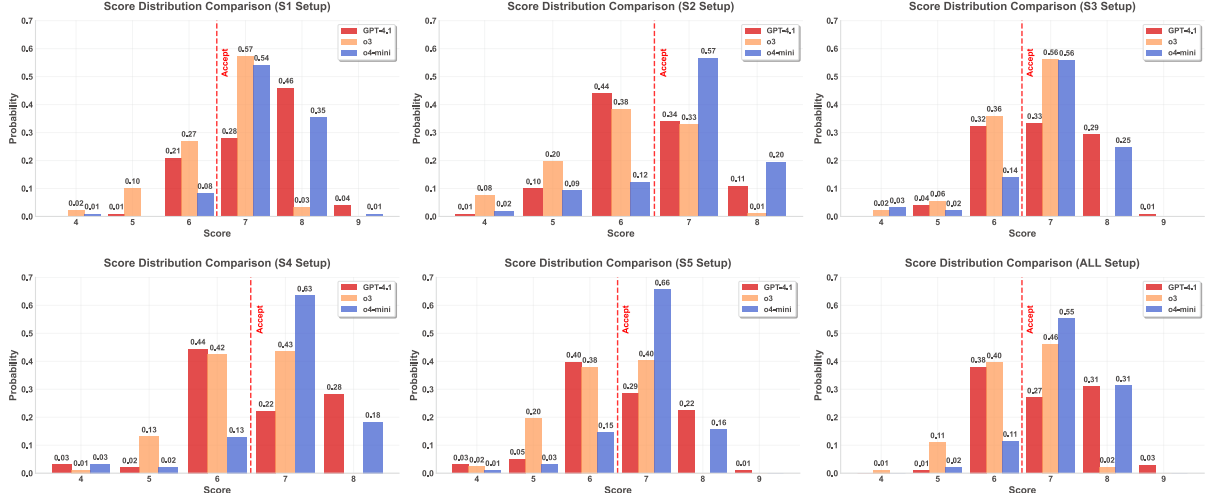 Score Distribution Comparison (S1 Setup)
GPT-4.1
o3
o4-mini
Accept
Probability
0.7
0.6
0.5
0.4
0.3
0.2
0.1
0.0
0.02 0.01
0.01 0.10
0.21 0.27 0.08
0.28 0.57 0.54
0.46 0.03 0.35
0.04 0.01
4 5 6 7 8 9
Score
Score Distribution Comparison (S2 Setup)
GPT-4.1
o3
o4-mini
Accept
Probability
0.7
0.6
0.5
0.4
0.3
0.2
0.1
0.0
0.01 0.08 0.02
0.10 0.20 0.09
0.44 0.38 0.12
0.34 0.33 0.57
0.11 0.01 0.20
4 5 6 7 8
Score
Score Distribution Comparison (S3 Setup)
GPT-4.1
o3
o4-mini
Accept
Probability
0.7
0.6
0.5
0.4
0.3
0.2
0.1
0.0
0.02 0.03
0.04 0.06 0.02
0.32 0.36 0.14
0.33 0.56 0.56
0.29 0.25
0.01
4 5 6 7 8 9
Score
Score Distribution Comparison (S4 Setup)
GPT-4.1
o3
o4-mini
Accept
Probability
0.7
0.6
0.5
0.4
0.3
0.2
0.1
0.0
0.03 0.01 0.03
0.02 0.13 0.02
0.44 0.42 0.13
0.22 0.43 0.63
0.28 0.18
4 5 6 7 8
Score
Score Distribution Comparison (S5 Setup)
GPT-4.1
o3
o4-mini
Accept
Probability
0.7
0.6
0.5
0.4
0.3
0.2
0.1
0.0
0.03 0.02 0.01
0.05 0.20 0.03
0.40 0.38 0.15
0.29 0.40 0.66
0.22 0.16
0.01
4 5 6 7 8 9
Score
Score Distribution Comparison (ALL Setup)
GPT-4.1
o3
o4-mini
Accept
Probability
0.7
0.6
0.5
0.4
0.3
0.2
0.1
0.0
0.01
0.01 0.11 0.02
0.38 0.40 0.11
0.27 0.46 0.55
0.31 0.02 0.31
0.03
4 5 6 7 8 9
Score